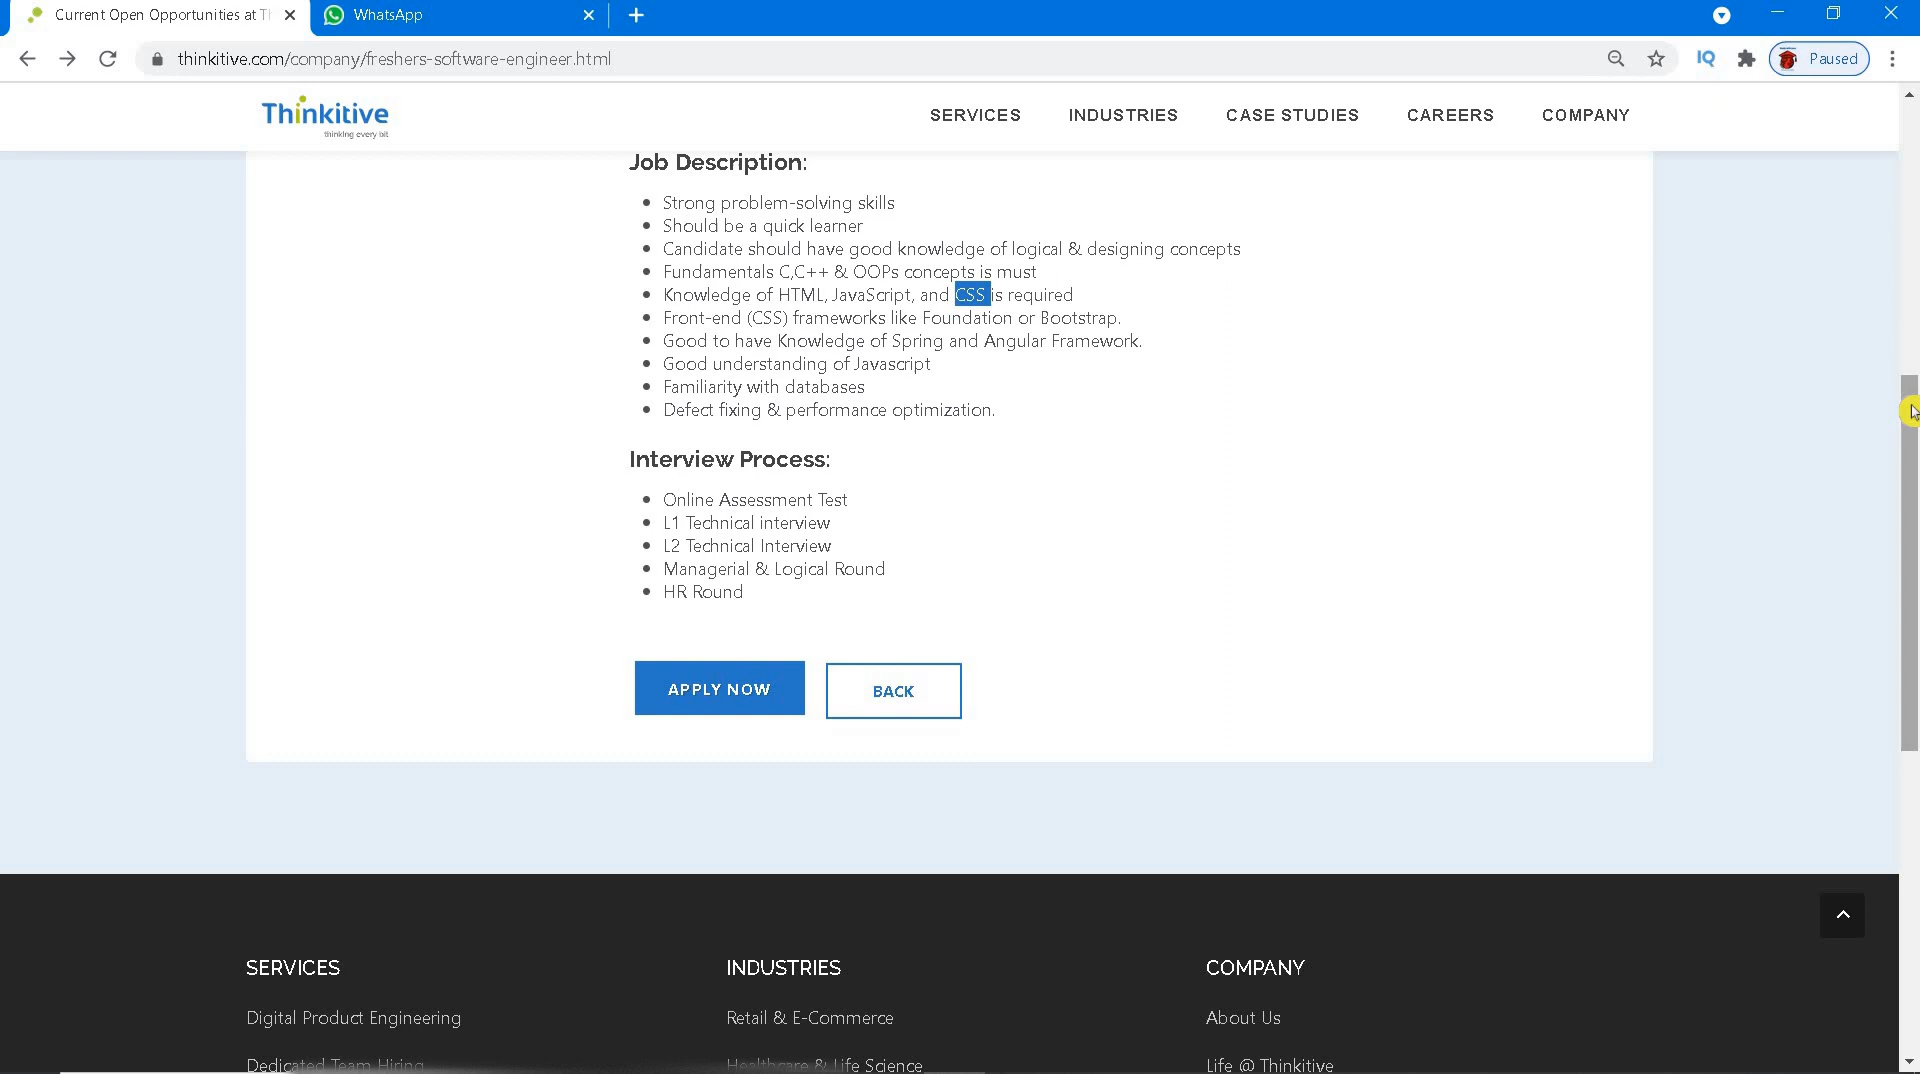 Current Open Opportunities at Th
WhatsApp
thinkitive.com/company/freshers-software-engineer.html
IQ
Paused
Thinkitive
thinking every bit
SERVICES
INDUSTRIES
CASE STUDIES
CAREERS
COMPANY
Job Description:
Strong problem-solving skills
Should be a quick learner
Candidate should have good knowledge of logical & designing concepts
Fundamentals C,C++ & OOPs concepts is must
Knowledge of HTML, JavaScript, and CSS is required
Front-end (CSS) frameworks like Foundation or Bootstrap.
Good to have Knowledge of Spring and Angular Framework.
Good understanding of Javascript
Familiarity with databases
Defect fixing & performance optimization.
Interview Process:
Online Assessment Test
L1 Technical interview
L2 Technical Interview
Managerial & Logical Round
HR Round
APPLY NOW
BACK
SERVICES
INDUSTRIES
COMPANY
Digital Product Engineering
Retail & E-Commerce
About Us
Dedicated Team Hiring
Healthcare & Life Science
Life @ Thinkitive